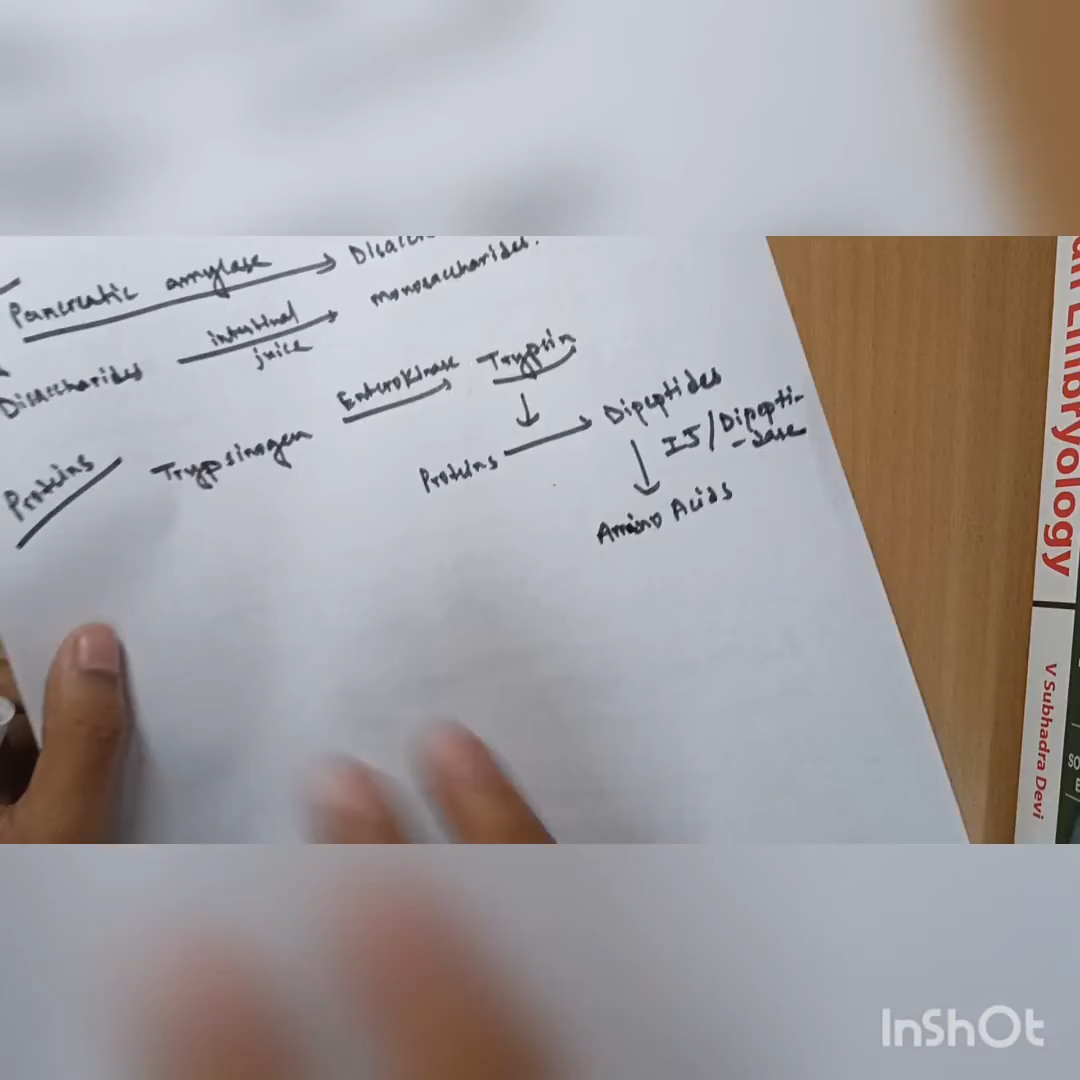 Pancreatic amylase
Disaccharides intestinal juice monosaccharides.
Proteins Trypsinogen Enterokinase Trypsin
Proteins Dipeptides
IJ/Dipepti-
-dase
Amino Acids
Embryology
V Subhadra Devi
InShOt